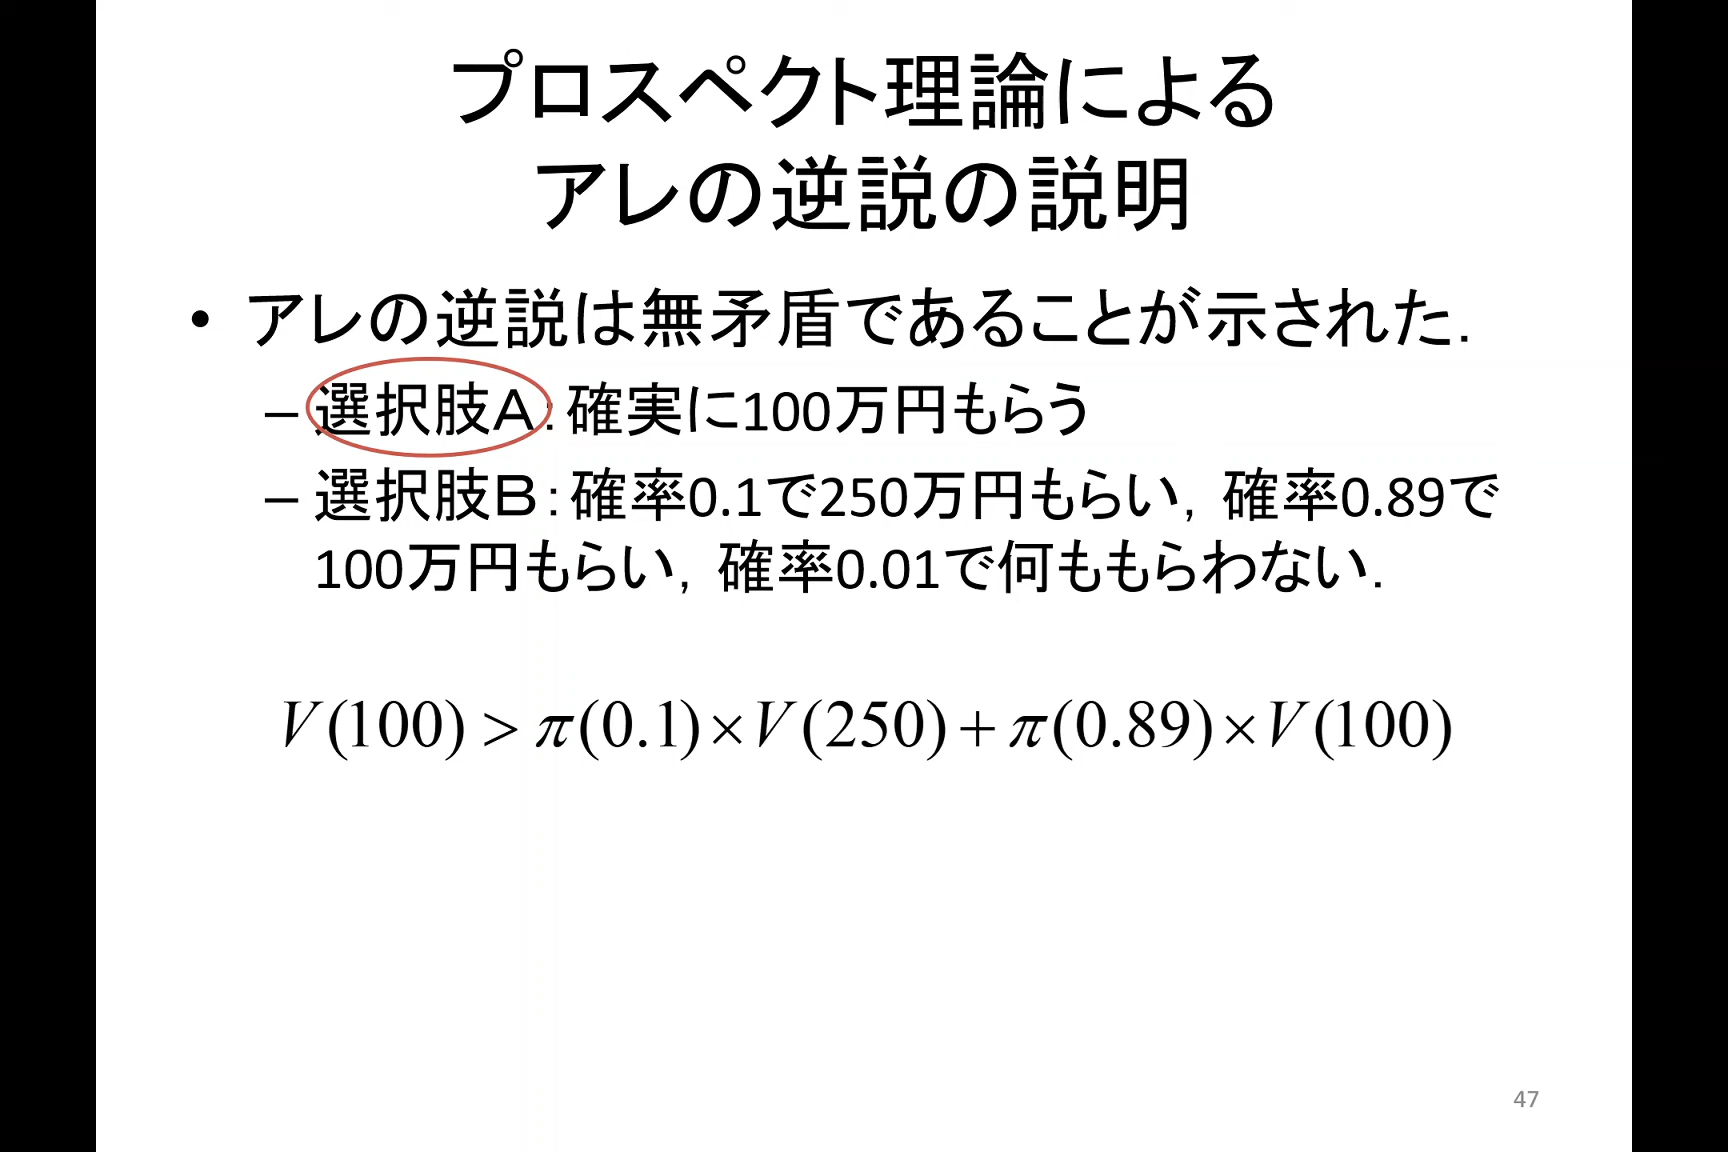 プロスペクト理論による
アレの逆説の説明
• アレの逆説は無矛盾であることが示された.
– 選択肢A:確実に100万円もらう
– 選択肢B:確率0.1で250万円もらい, 確率0.89で
100万円もらい, 確率0.01で何ももらわない.
V(100) > π(0.1)×V(250)+π(0.89)×V(100)
47